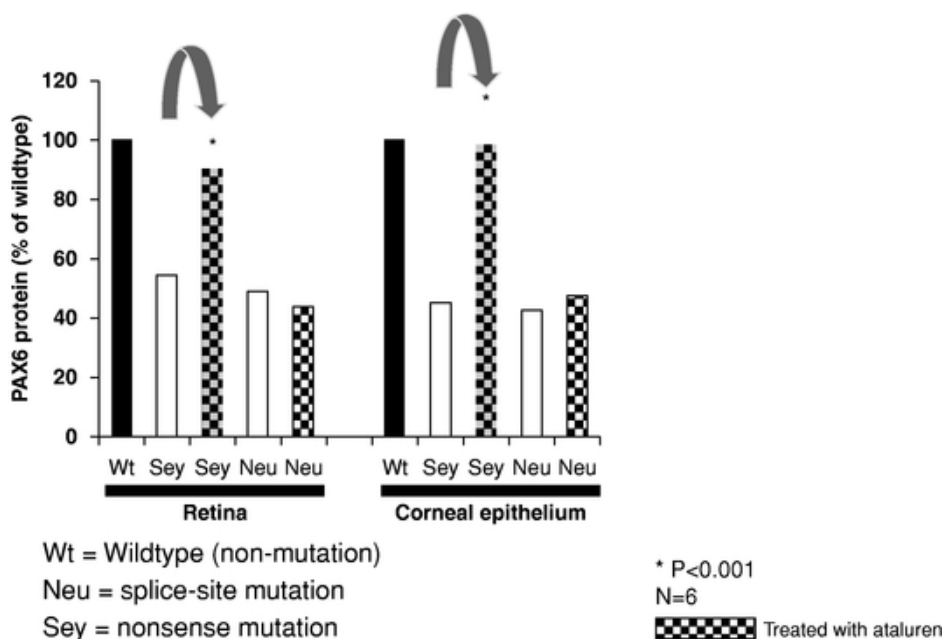 PAX6 protein (% of wildtype)
120
100
80
60
40
20
0
*
*
Wt Sey Sey Neu Neu Wt Sey Sey Neu Neu
Retina Corneal epithelium
Wt = Wildtype (non-mutation)
Neu = splice-site mutation
Sey = nonsense mutation
* P<0.001
N=6
Treated with ataluren